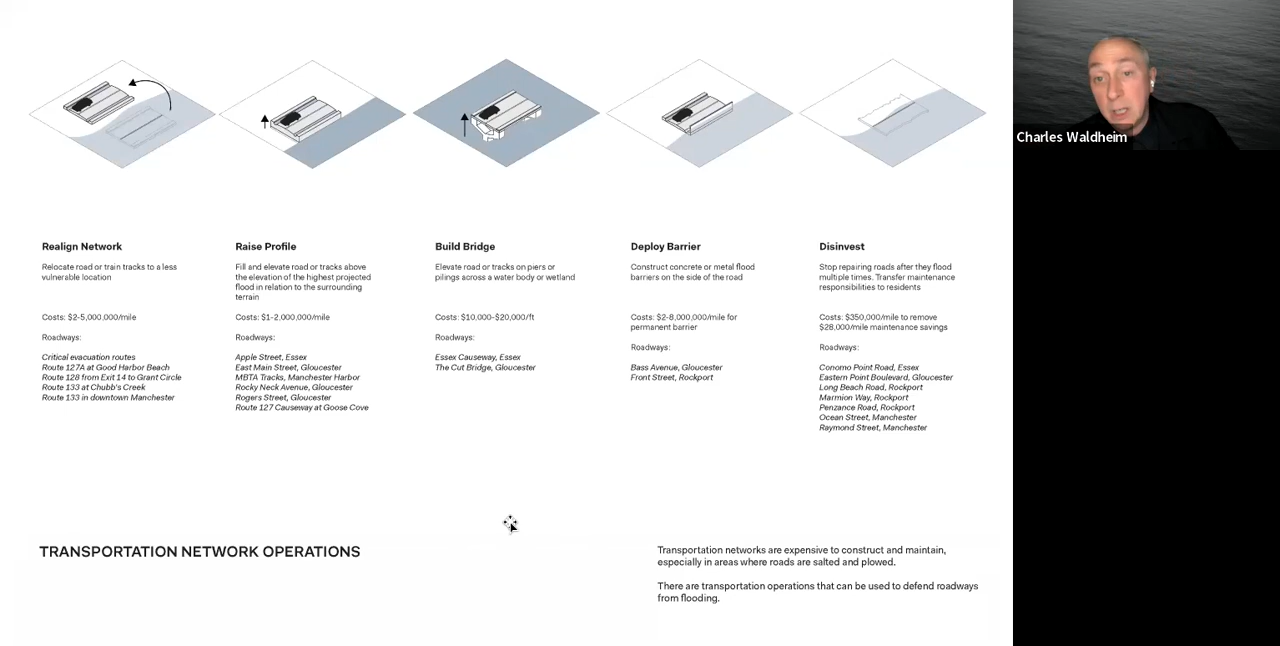 Charles Waldheim
Realign Network
Relocate road or train tracks to a less
vulnerable location
Costs: $2-5,000,000/mile
Roadways:
Critical evacuation routes
Route 127A at Good Harbor Beach
Route 128 from Exit 14 to Grant Circle
Route 133 at Chubb's Creek
Route 133 in downtown Manchester
Raise Profile
Fill and elevate road or tracks above
the elevation of the highest projected
flood in relation to the surrounding
terrain
Costs: $1-2,000,000/mile
Roadways:
Apple Street, Essex
East Main Street, Gloucester
MBTA Tracks, Manchester Harbor
Rocky Neck Avenue, Gloucester
Rogers Street, Gloucester
Route 127 Causeway at Goose Cove
Build Bridge
Elevate road or tracks on piers or
pilings across a water body or wetland
Costs: $10,000-$20,000/ft
Roadways:
Essex Causeway, Essex
The Cut Bridge, Gloucester
Deploy Barrier
Construct concrete or metal flood
barriers on the side of the road
Costs: $2-8,000,000/mile for
permanent barrier
Roadways:
Bass Avenue, Gloucester
Front Street, Rockport
Disinvest
Stop repairing roads after they flood
multiple times. Transfer maintenance
responsibilities to residents
Costs: $350,000/mile to remove
$28,000/mile maintenance savings
Roadways:
Conomo Point Road, Essex
Eastern Point Boulevard, Gloucester
Long Beach Road, Rockport
Marmion Way, Rockport
Penzance Road, Rockport
Ocean Street, Manchester
Raymond Street, Manchester
TRANSPORTATION NETWORK OPERATIONS
Transportation networks are expensive to construct and maintain,
especially in areas where roads are salted and plowed.
There are transportation operations that can be used to defend roadways
from flooding.